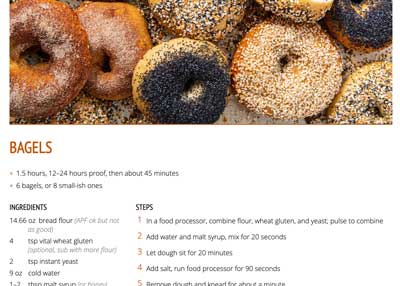 BAGELS
1.5 hours, 12–24 hours proof, then about 45 minutes
6 bagels, or 8 small-ish ones
INGREDIENTS
14.66 oz bread flour (APF ok but not
as good)
4 tsp vital wheat gluten
(optional, sub with more flour)
2 tsp instant yeast
9 oz cold water
1–2 tbsp malt syrup (or honey)
STEPS
1 In a food processor, combine flour, wheat gluten, and yeast; pulse to combine
2 Add water and malt syrup, mix for 20 seconds
3 Let dough sit for 20 minutes
4 Add salt, run food processor for 90 seconds
5 Remove dough and knead for about a minute